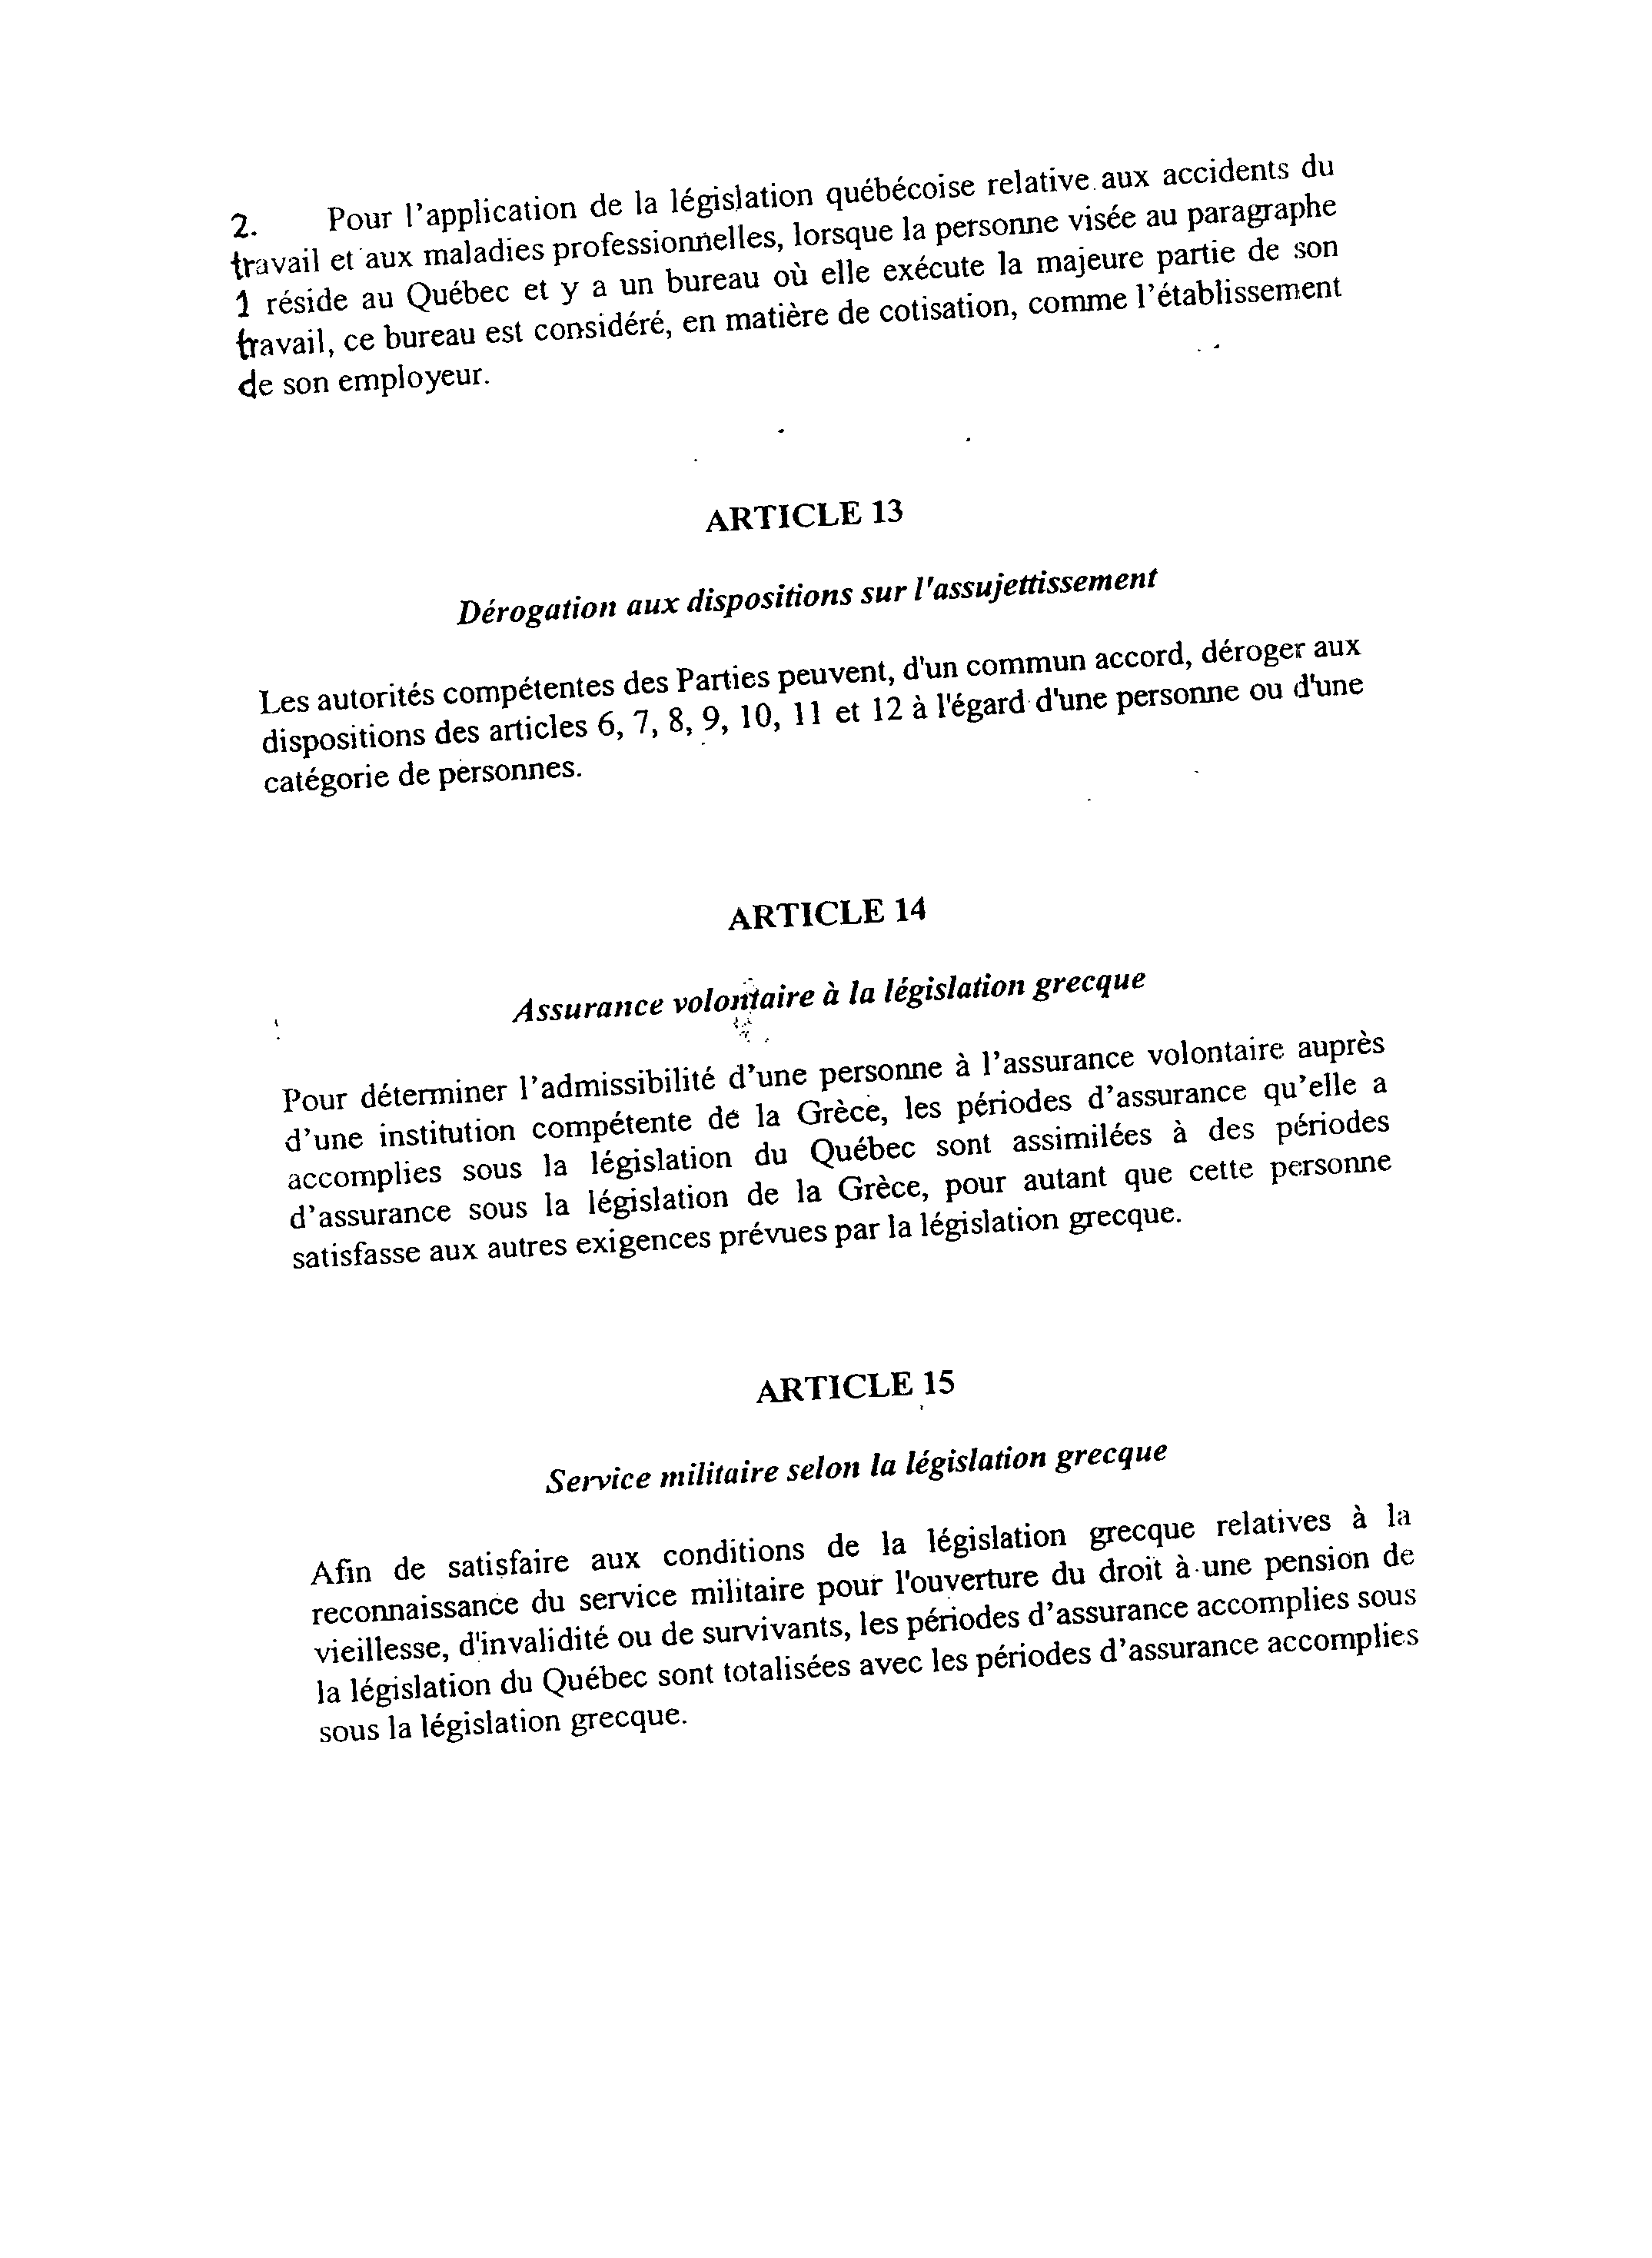 2. Pour l’application de la législation québécoise relative aux accidents du
travail et aux maladies professionnelles, lorsque la personne visée au paragraphe
1 réside au Québec et y a un bureau où elle exécute la majeure partie de son
travail, ce bureau est considéré, en matière de cotisation, comme l’établissement
de son employeur.
ARTICLE 13
Dérogation aux dispositions sur l'assujettissement
Les autorités compétentes des Parties peuvent, d'un commun accord, déroger aux
dispositions des articles 6, 7, 8, 9, 10, 11 et 12 à l'égard d'une personne ou d'une
catégorie de personnes.
ARTICLE 14
Assurance volontaire à la législation grecque
Pour déterminer l’admissibilité d’une personne à l’assurance volontaire auprès
d’une institution compétente de la Grèce, les périodes d’assurance qu’elle a
accomplies sous la législation du Québec sont assimilées à des périodes
d’assurance sous la législation de la Grèce, pour autant que cette personne
satisfasse aux autres exigences prévues par la législation grecque.
ARTICLE 15
Service militaire selon la législation grecque
Afin de satisfaire aux conditions de la législation grecque relatives à la
reconnaissance du service militaire pour l'ouverture du droit à une pension de
vieillesse, d'invalidité ou de survivants, les périodes d’assurance accomplies sous
la législation du Québec sont totalisées avec les périodes d’assurance accomplies
sous la législation grecque.